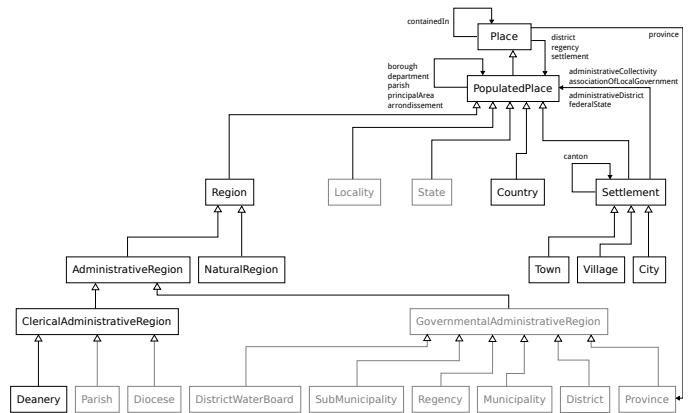 containedIn
Place
province
district
regency
settlement
borough
department
parish
principalArea
arrondissement
PopulatedPlace
administrativeCollectivity
associationOfLocalGovernment
administrativeDistrict
federalState
canton
Region
Locality
State
Country
Settlement
AdministrativeRegion
NaturalRegion
Town
Village
City
ClericalAdministrativeRegion
GovernmentalAdministrativeRegion
Deanery
Parish
Diocese
DistrictWaterBoard
SubMunicipality
Regency
Municipality
District
Province